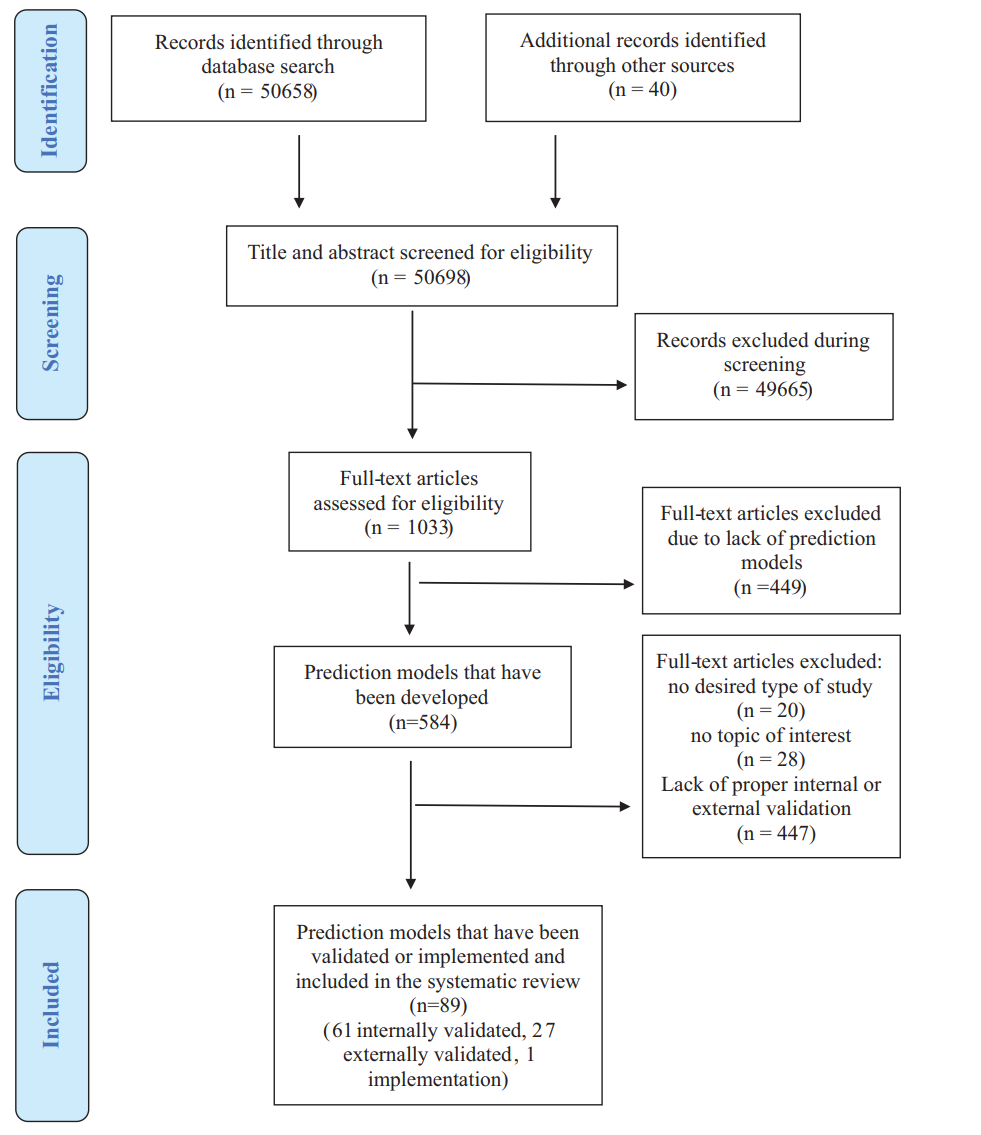 Identification
Records identified through
database search
(n = 50658)
Additional records identified
through other sources
(n = 40)
Screening
Title and abstract screened for eligibility
(n = 50698)
Records excluded during
screening
(n = 49665)
Eligibility
Full-text articles
assessed for eligibility
(n = 1033)
Full-text articles excluded
due to lack of prediction
models
(n =449)
Prediction models that have
been developed
(n=584)
Full-text articles excluded:
no desired type of study
(n = 20)
no topic of interest
(n = 28)
Lack of proper internal or
external validation
(n = 447)
Included
Prediction models that have been
validated or implemented and
included in the systematic review
(n=89)
(61 internally validated, 27
externally validated, 1
implementation)